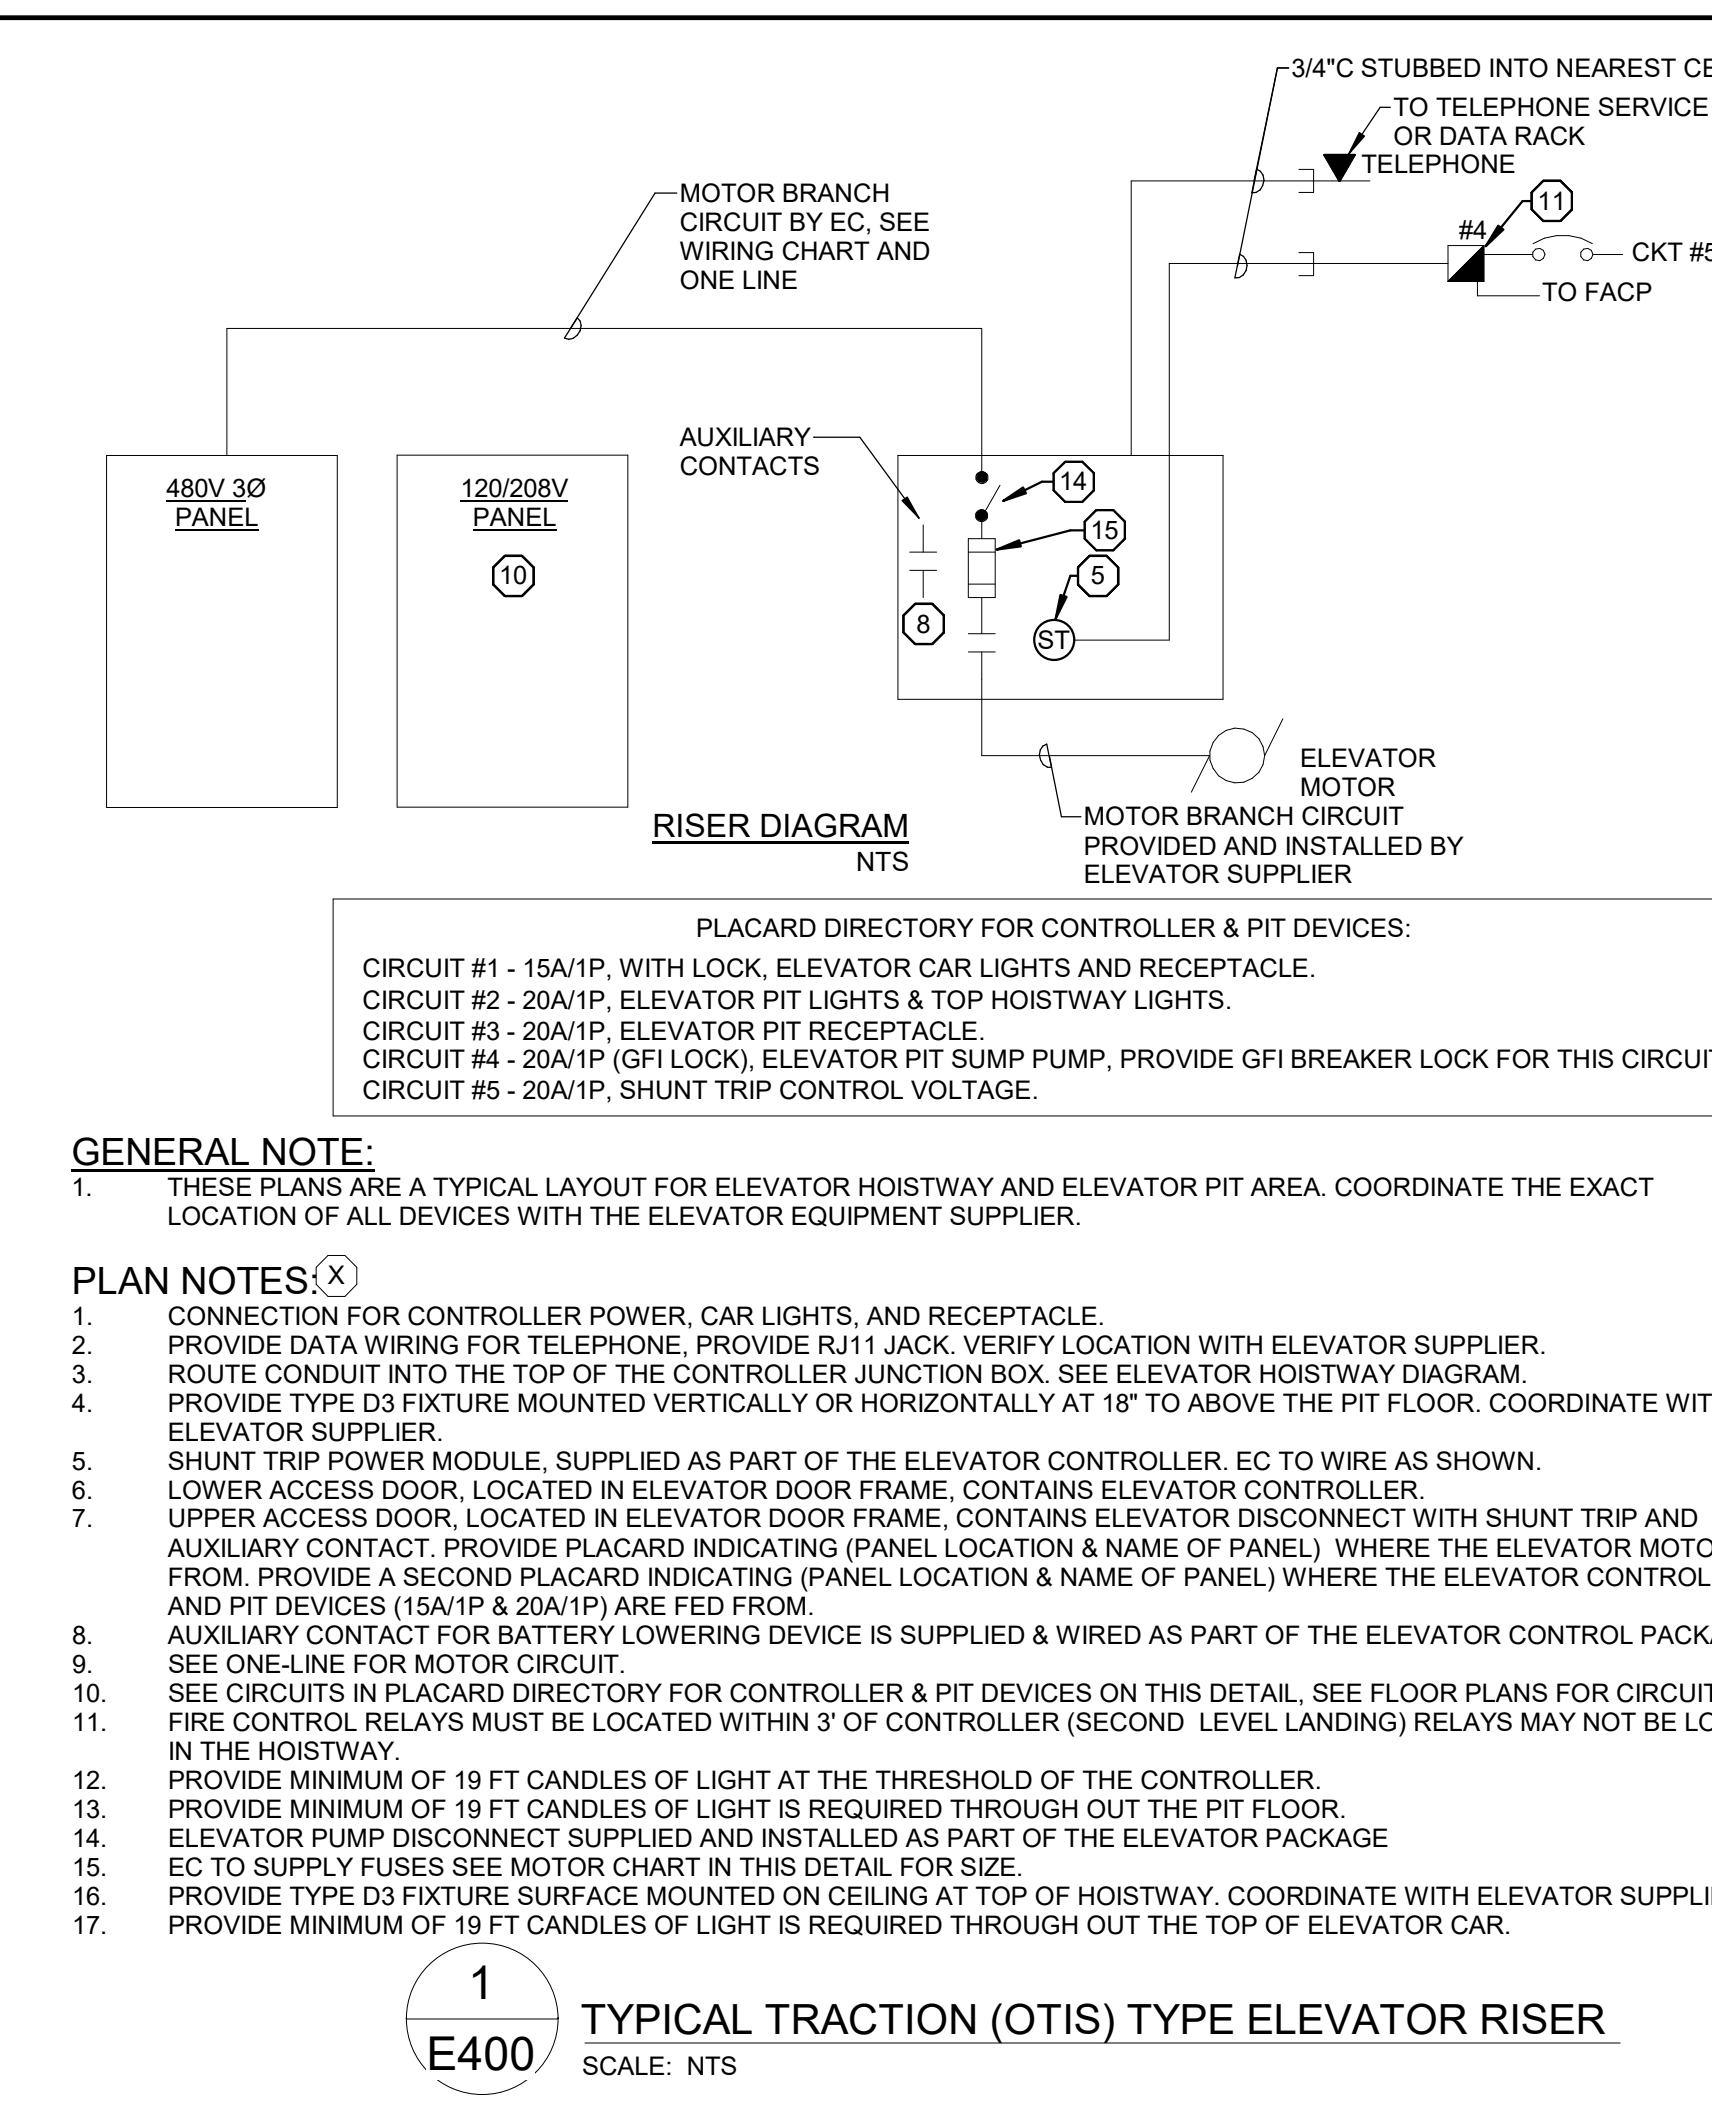 3/4"C STUBBED INTO NEAREST
TO TELEPHONE SERVICE
OR DATA RACK
TELEPHONE
MOTOR BRANCH
CIRCUIT BY EC, SEE
WIRING CHART AND
ONE LINE
11
#4
CKT #5
TO FACP
AUXILIARY
CONTACTS
480V 3Ø
PANEL
120/208V
PANEL
10
14
15
5
8
ST
ELEVATOR
MOTOR
MOTOR BRANCH CIRCUIT
PROVIDED AND INSTALLED BY
ELEVATOR SUPPLIER
RISER DIAGRAM
NTS
PLACARD DIRECTORY FOR CONTROLLER & PIT DEVICES:
CIRCUIT #1 - 15A/1P, WITH LOCK, ELEVATOR CAR LIGHTS AND RECEPTACLE.
CIRCUIT #2 - 20A/1P, ELEVATOR PIT LIGHTS & TOP HOISTWAY LIGHTS.
CIRCUIT #3 - 20A/1P, ELEVATOR PIT RECEPTACLE.
CIRCUIT #4 - 20A/1P (GFI LOCK), ELEVATOR PIT SUMP PUMP, PROVIDE GFI BREAKER LOCK FOR THIS CIRCUIT
CIRCUIT #5 - 20A/1P, SHUNT TRIP CONTROL VOLTAGE.
GENERAL NOTE:
1. THESE PLANS ARE A TYPICAL LAYOUT FOR ELEVATOR HOISTWAY AND ELEVATOR PIT AREA. COORDINATE THE EXACT
LOCATION OF ALL DEVICES WITH THE ELEVATOR EQUIPMENT SUPPLIER.
PLAN NOTES: X
1. CONNECTION FOR CONTROLLER POWER, CAR LIGHTS, AND RECEPTACLE.
2. PROVIDE DATA WIRING FOR TELEPHONE, PROVIDE RJ11 JACK. VERIFY LOCATION WITH ELEVATOR SUPPLIER.
3. ROUTE CONDUIT INTO THE TOP OF THE CONTROLLER JUNCTION BOX. SEE ELEVATOR HOISTWAY DIAGRAM.
4. PROVIDE TYPE D3 FIXTURE MOUNTED VERTICALLY OR HORIZONTALLY AT 18" TO ABOVE THE PIT FLOOR. COORDINATE
ELEVATOR SUPPLIER.
5. SHUNT TRIP POWER MODULE, SUPPLIED AS PART OF THE ELEVATOR CONTROLLER. EC TO WIRE AS SHOWN.
6. LOWER ACCESS DOOR, LOCATED IN ELEVATOR DOOR FRAME, CONTAINS ELEVATOR CONTROLLER.
7. UPPER ACCESS DOOR, LOCATED IN ELEVATOR DOOR FRAME, CONTAINS ELEVATOR DISCONNECT WITH SHUNT TRIP AND
AUXILIARY CONTACT. PROVIDE PLACARD INDICATING (PANEL LOCATION & NAME OF PANEL) WHERE THE ELEVATOR
FROM. PROVIDE A SECOND PLACARD INDICATING (PANEL LOCATION & NAME OF PANEL) WHERE THE ELEVATOR CONTROL
AND PIT DEVICES (15A/1P & 20A/1P) ARE FED FROM.
8. AUXILIARY CONTACT FOR BATTERY LOWERING DEVICE IS SUPPLIED & WIRED AS PART OF THE ELEVATOR CONTROL
9. SEE ONE-LINE FOR MOTOR CIRCUIT.
10. SEE CIRCUITS IN PLACARD DIRECTORY FOR CONTROLLER & PIT DEVICES ON THIS DETAIL, SEE FLOOR PLANS FOR CIRCUIT
11. FIRE CONTROL RELAYS MUST BE LOCATED WITHIN 3' OF CONTROLLER (SECOND LEVEL LANDING) RELAYS MAY NOT BE
IN THE HOISTWAY.
12. PROVIDE MINIMUM OF 19 FT CANDLES OF LIGHT AT THE THRESHOLD OF THE CONTROLLER.
13. PROVIDE MINIMUM OF 19 FT CANDLES OF LIGHT IS REQUIRED THROUGH OUT THE PIT FLOOR.
14. ELEVATOR PUMP DISCONNECT SUPPLIED AND INSTALLED AS PART OF THE ELEVATOR PACKAGE
15. EC TO SUPPLY FUSES SEE MOTOR CHART IN THIS DETAIL FOR SIZE.
16. PROVIDE TYPE D3 FIXTURE SURFACE MOUNTED ON CEILING AT TOP OF HOISTWAY. COORDINATE WITH ELEVATOR
17. PROVIDE MINIMUM OF 19 FT CANDLES OF LIGHT IS REQUIRED THROUGH OUT THE TOP OF ELEVATOR CAR.
1
E400
TYPICAL TRACTION (OTIS) TYPE ELEVATOR RISER
SCALE: NTS